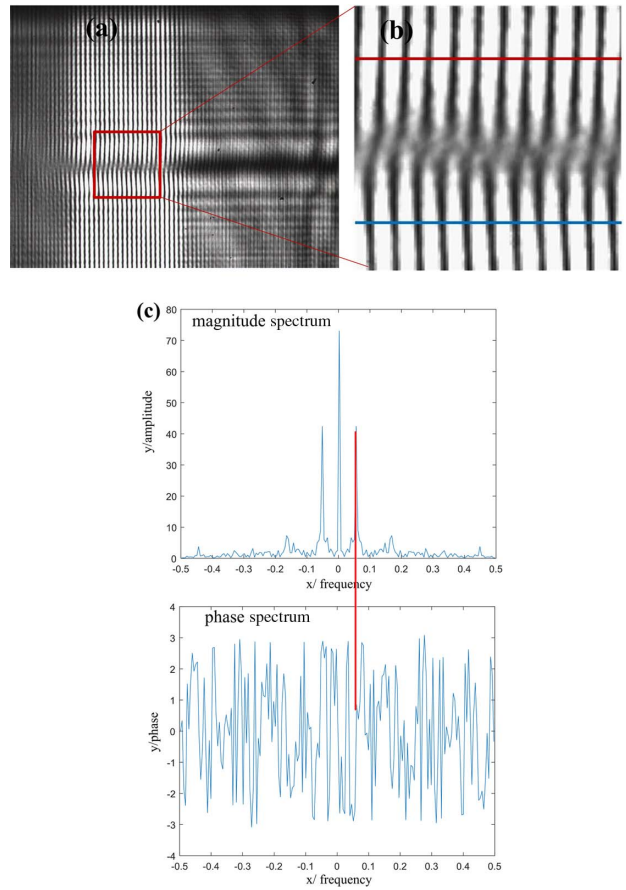 (a)
(b)
(c)
magnitude spectrum
80
70
60
50
40
30
20
10
0
y/amplitude
-0.5 -0.4 -0.3 -0.2 -0.1 0 0.1 0.2 0.3 0.4 0.5
x/ frequency
phase spectrum
4
3
2
1
0
-1
-2
-3
-4
y/phase
-0.5 -0.4 -0.3 -0.2 -0.1 0 0.1 0.2 0.3 0.4 0.5
x/ frequency